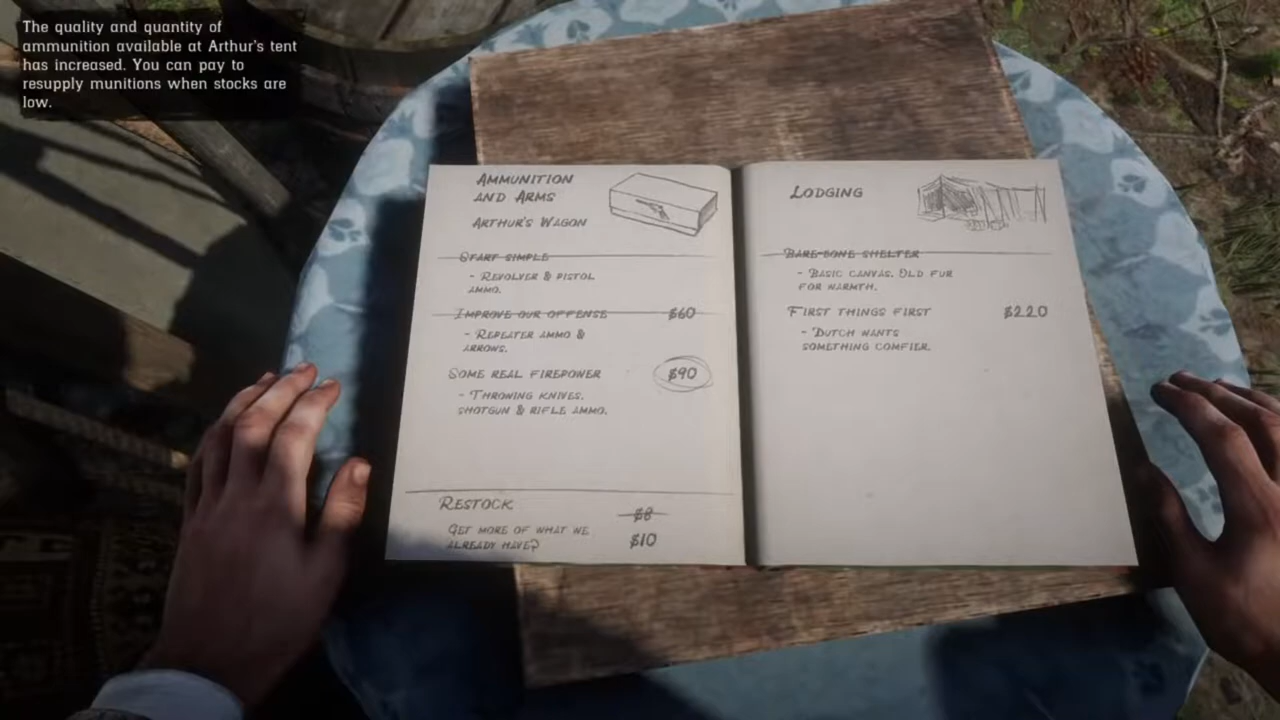 The quality and quantity of
ammunition available at Arthur's tent
has increased. You can pay to
resupply munitions when stocks are
low.
AMMUNITION
AND ARMS
ARTHUR'S WAGON
START SIMPLE
- REVOLVER & PISTOL
AMMO.
IMPROVE OUR OFFENSE $60
- REPEATER AMMO &
ARROWS.
SOME REAL FIREPOWER $90
- THROWING KNIVES.
SHOTGUN & RIFLE AMMO.
RESTOCK
$8
GET MORE OF WHAT WE
ALREADY HAVE?
$10
LODGING
BARE-BONE SHELTER
- BASIC CANVAS. OLD FUR
FOR WARMTH.
FIRST THINGS FIRST $220
- DUTCH WANTS
SOMETHING COMFIER.